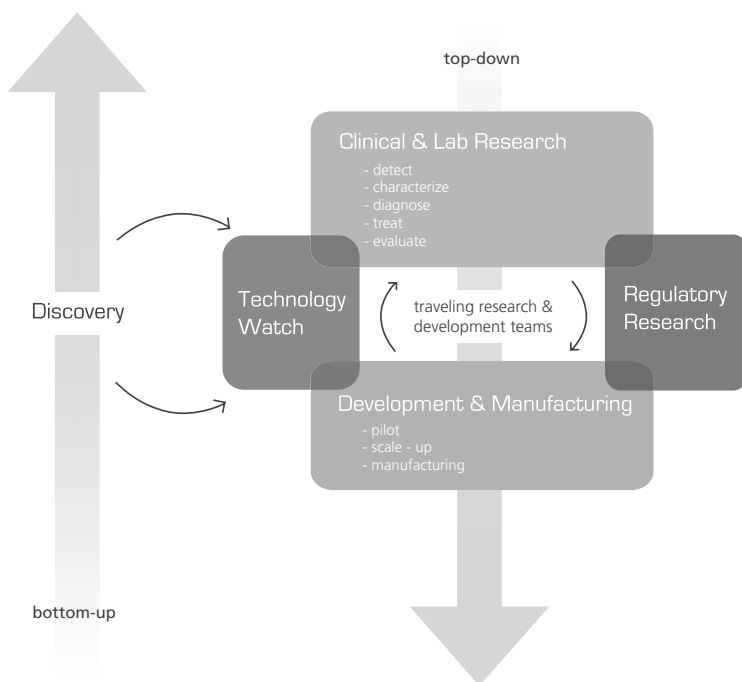 top-down
Clinical & Lab Research
- detect
- characterize
- diagnose
- treat
- evaluate
Discovery
Technology
Watch
traveling research &
development teams
Regulatory
Research
Development & Manufacturing
- pilot
- scale - up
- manufacturing
bottom-up